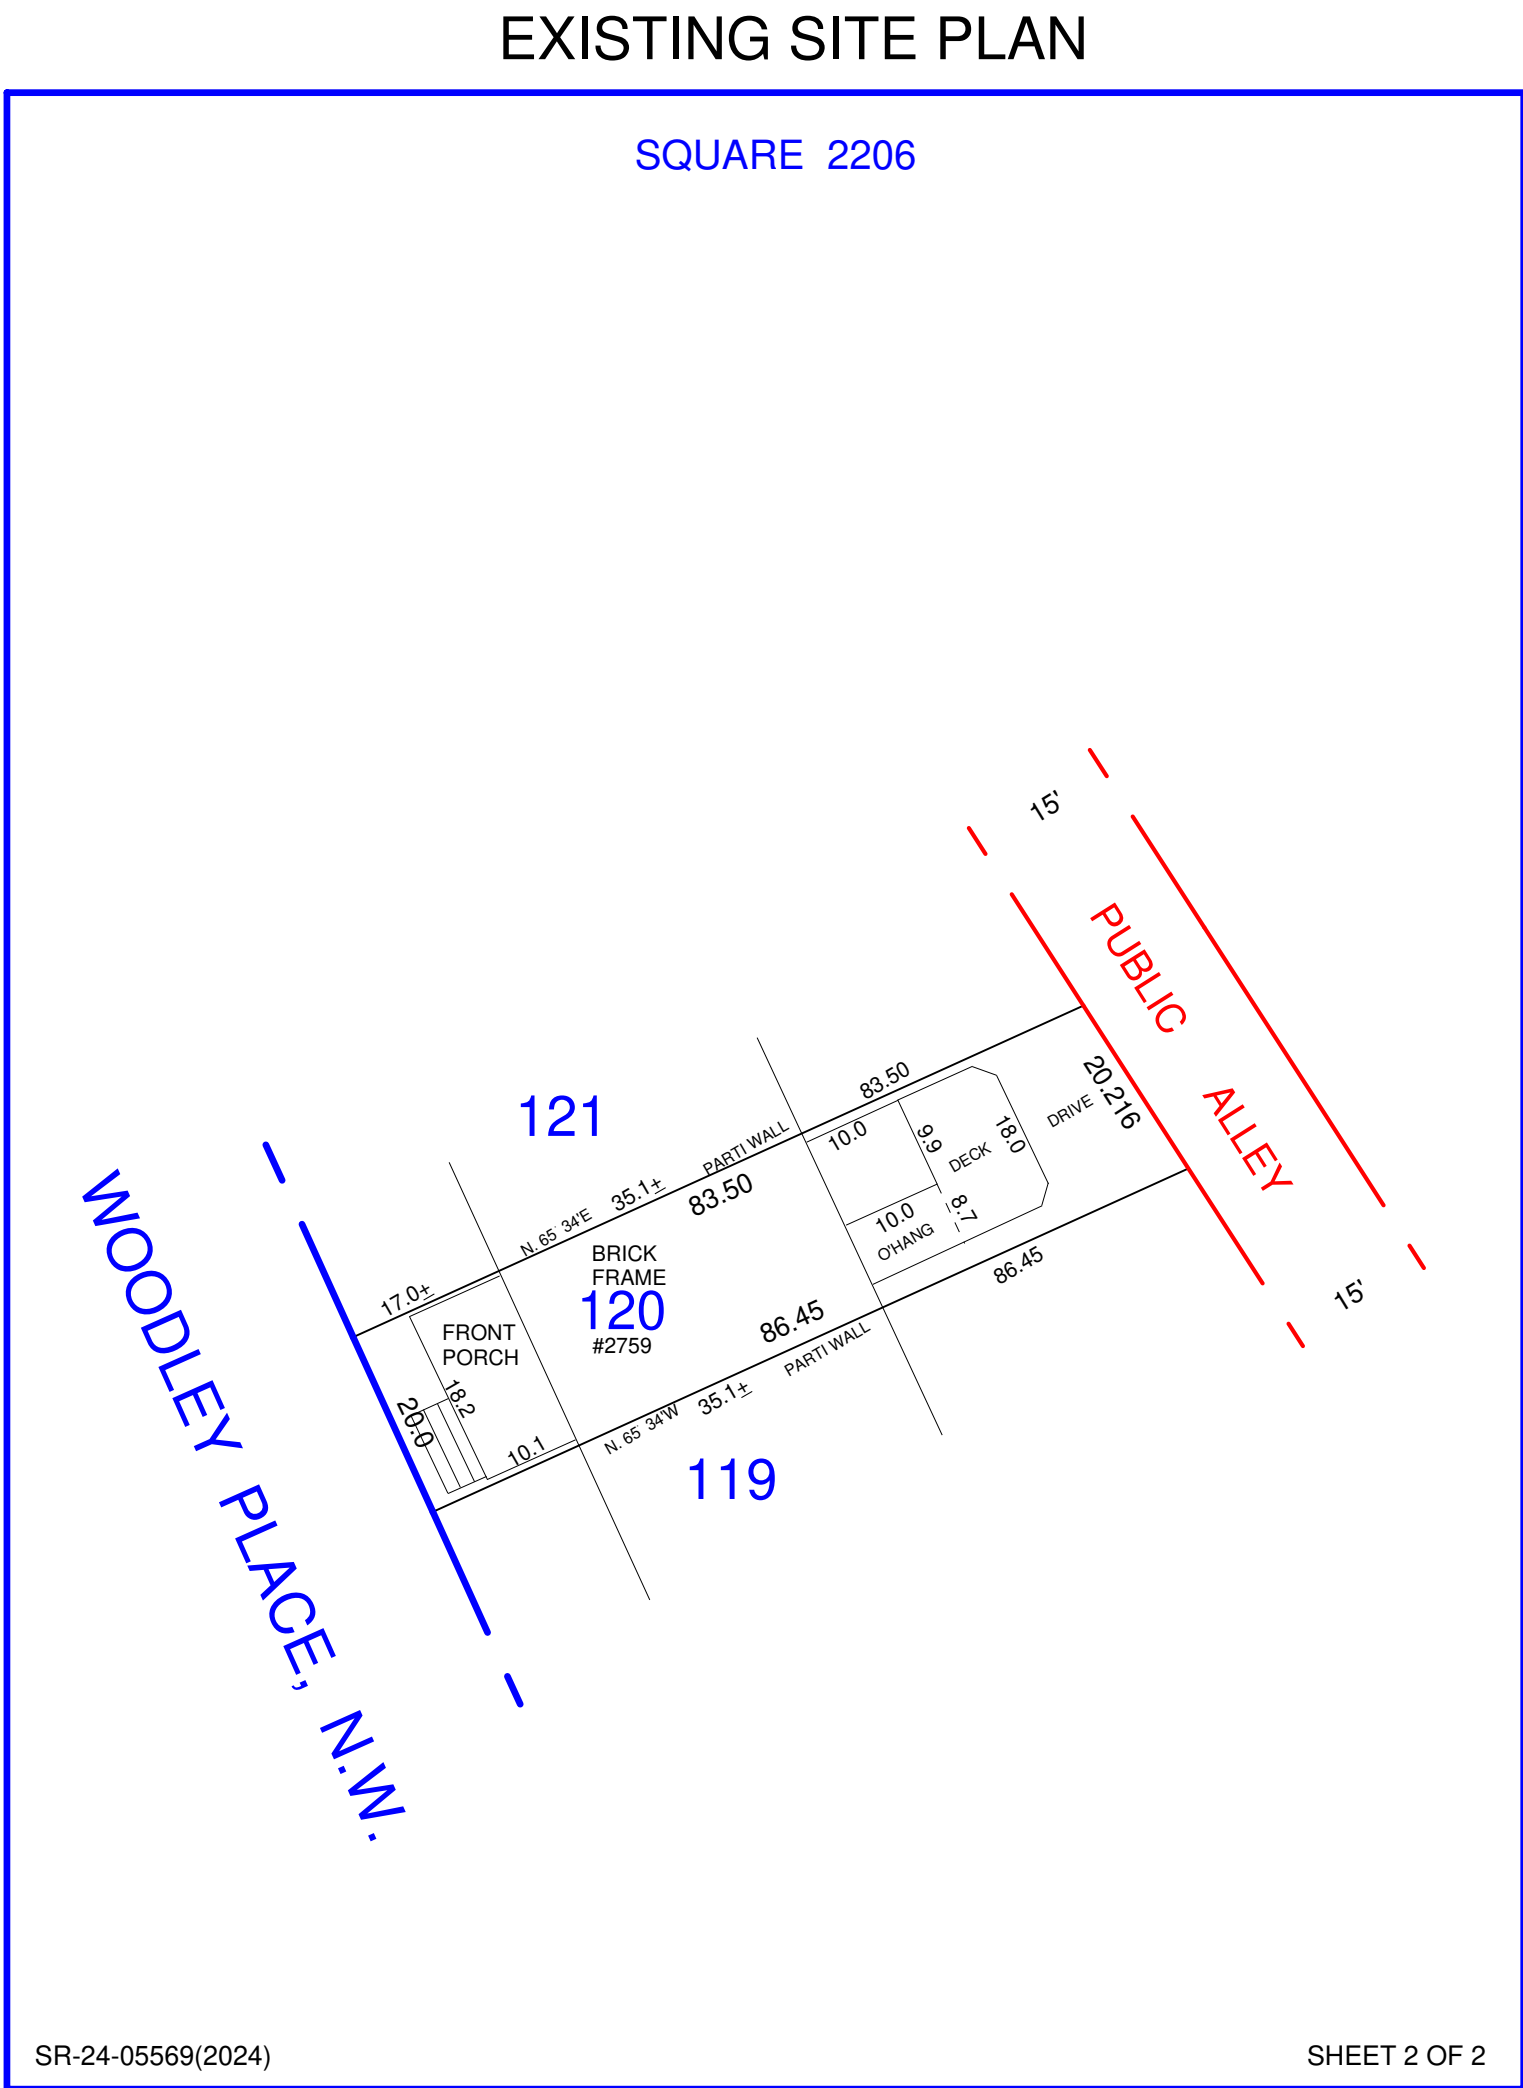 EXISTING SITE PLAN
SQUARE 2206
15'
PUBLIC ALLEY
20.216
DRIVE
83.50
10.0
9.9
DECK
18.0
8.7
10.0
O'HANG
121
PARTI WALL
83.50
35.1±
N. 65° 34'E
17.0±
BRICK
FRAME
120
#2759
FRONT
PORCH
18.2
20.0
10.1
86.45
86.45
PARTI WALL
35.1±
N. 65° 34'W
119
15'
WOODLEY PLACE, N.W.
SR-24-05569(2024)
SHEET 2 OF 2